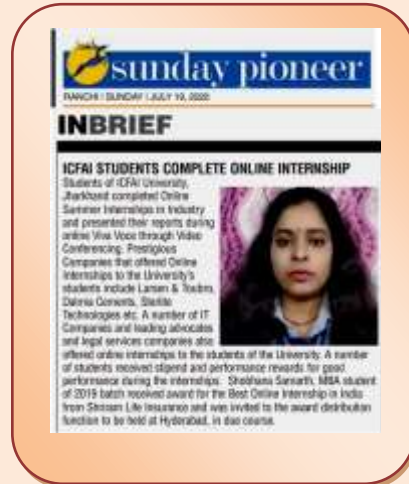 sunday pioneer
RANCHI | SUNDAY | JULY 19, 2020
INBRIEF
ICFAI STUDENTS COMPLETE ONLINE INTERNSHIP
Students of ICFAI University,
Jharkhand completed Online
Summer Internships in Industry
and presented their reports during
online Viva Voce through Video
Conferencing. Prestigious
Companies that offered Online
Internships to the University's
students include Larsen & Toubro,
Dalmia Cements, Sterlite
Technologies etc. A number of IT
Companies and leading advocates
and legal services companies also
offered online internships to the students of the University. A number
of students received stipend and performance rewards for good
performance during the internships. Shobhana Samarth, MBA student
of 2019 batch received award for the Best Online Internship in India
from Shriram Life Insurance and was invited to the award distribution
function to be held at Hyderabad, in due course.